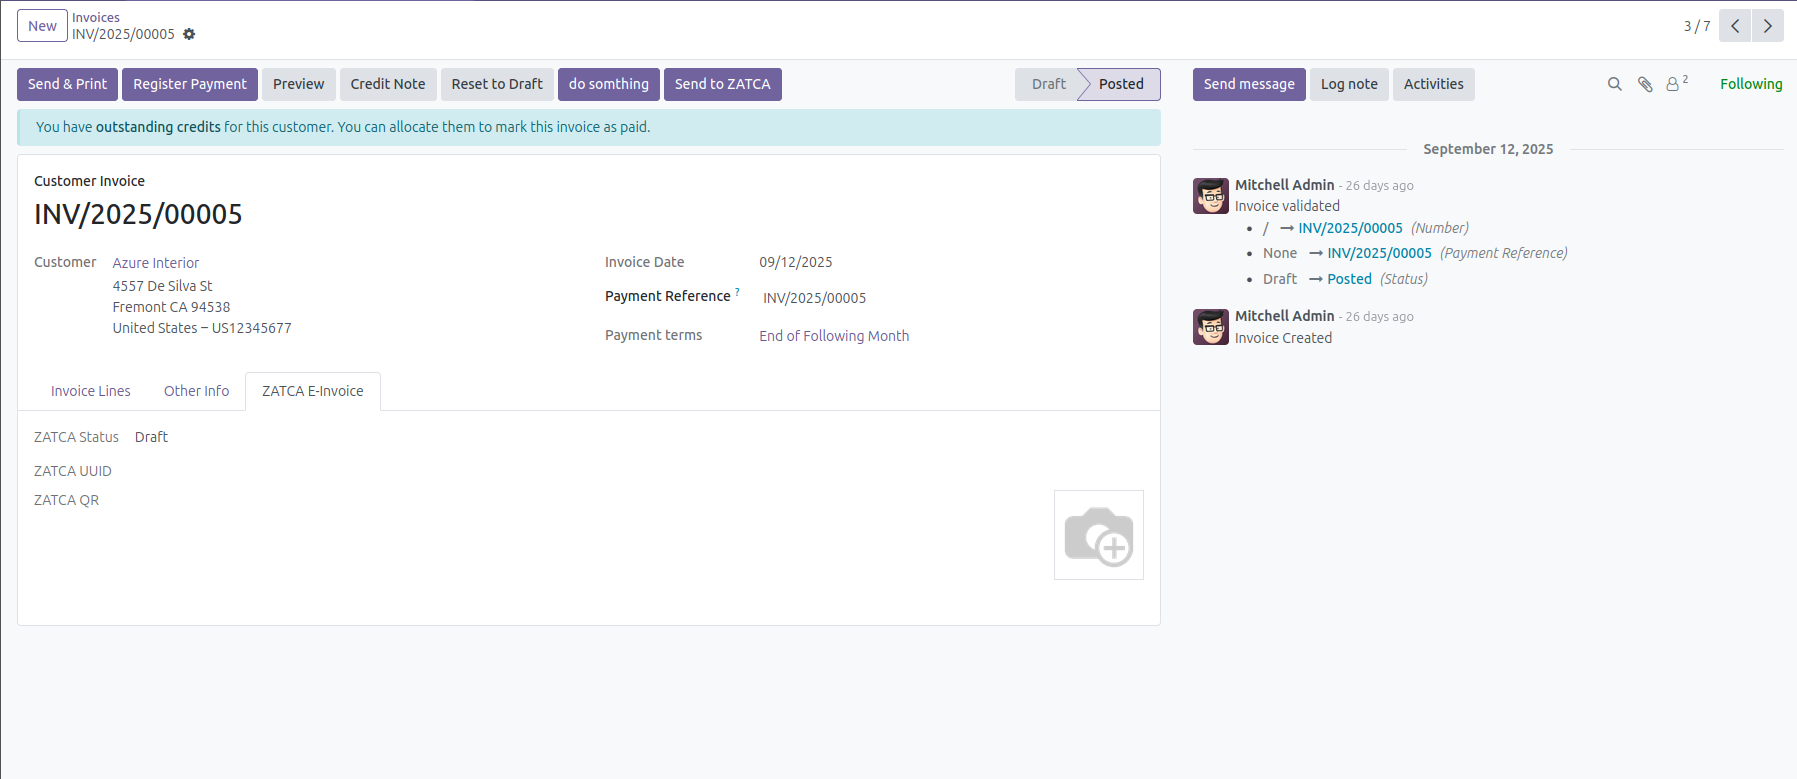 New
Invoices
INV/2025/00005
3 / 7
Send & Print Register Payment Preview Credit Note Reset to Draft do somthing Send to ZATCA Draft Posted
Send message Log note Activities 2 Following
You have outstanding credits for this customer. You can allocate them to mark this invoice as paid.
Customer Invoice
INV/2025/00005
Customer Azure Interior
4557 De Silva St
Fremont CA 94538
United States – US12345677
Invoice Date 09/12/2025
Payment Reference ? INV/2025/00005
Payment terms End of Following Month
Invoice Lines Other Info ZATCA E-Invoice
ZATCA Status Draft
ZATCA UUID
ZATCA QR
September 12, 2025
Mitchell Admin - 26 days ago
Invoice validated
• / → INV/2025/00005 (Number)
• None → INV/2025/00005 (Payment Reference)
• Draft → Posted (Status)
Mitchell Admin - 26 days ago
Invoice Created